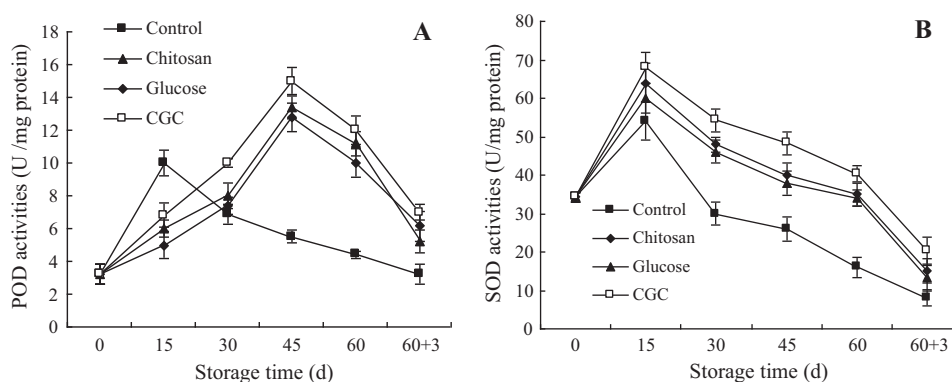 A
POD activities (U /mg protein)
18
16
14
12
10
8
6
4
2
0
Control
Chitosan
Glucose
CGC
0 15 30 45 60 60+3
Storage time (d)
B
SOD activities (U/mg protein)
80
70
60
50
40
30
20
10
0
Control
Chitosan
Glucose
CGC
0 15 30 45 60 60+3
Storage time (d)